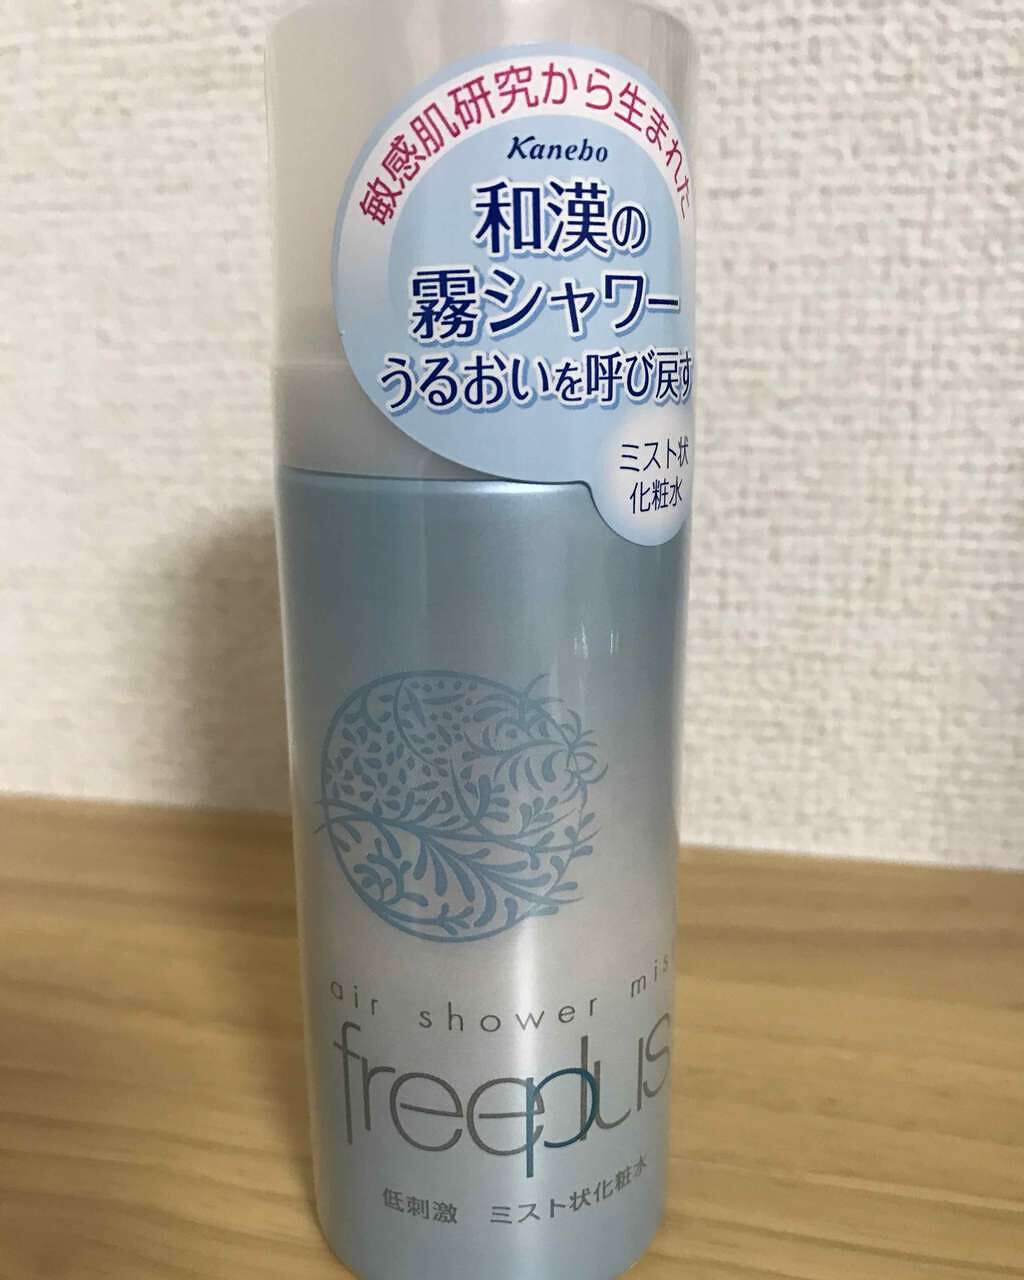 敏感肌研究から生まれた
Kanebo
和漢の
霧シャワー
うるおいを呼び戻す
ミスト状
化粧水
air shower mis
freeplus
低刺激 ミスト状化粧水